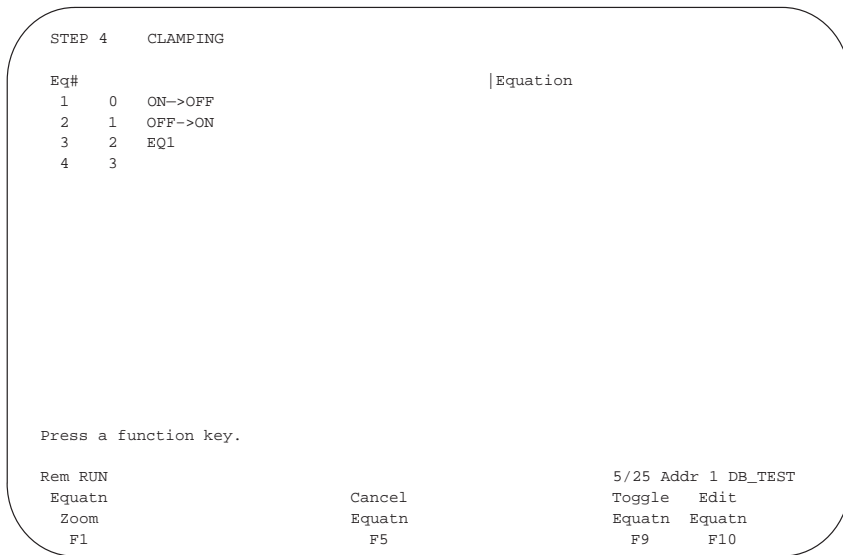 STEP 4 CLAMPING
Eq# |Equation
1 0 ON—>OFF
2 1 OFF->ON
3 2 EQ1
4 3
Press a function key.
Rem RUN 5/25 Addr 1 DB_TEST
Equatn Cancel Toggle Edit
Zoom Equatn Equatn Equatn
F1 F5 F9 F10